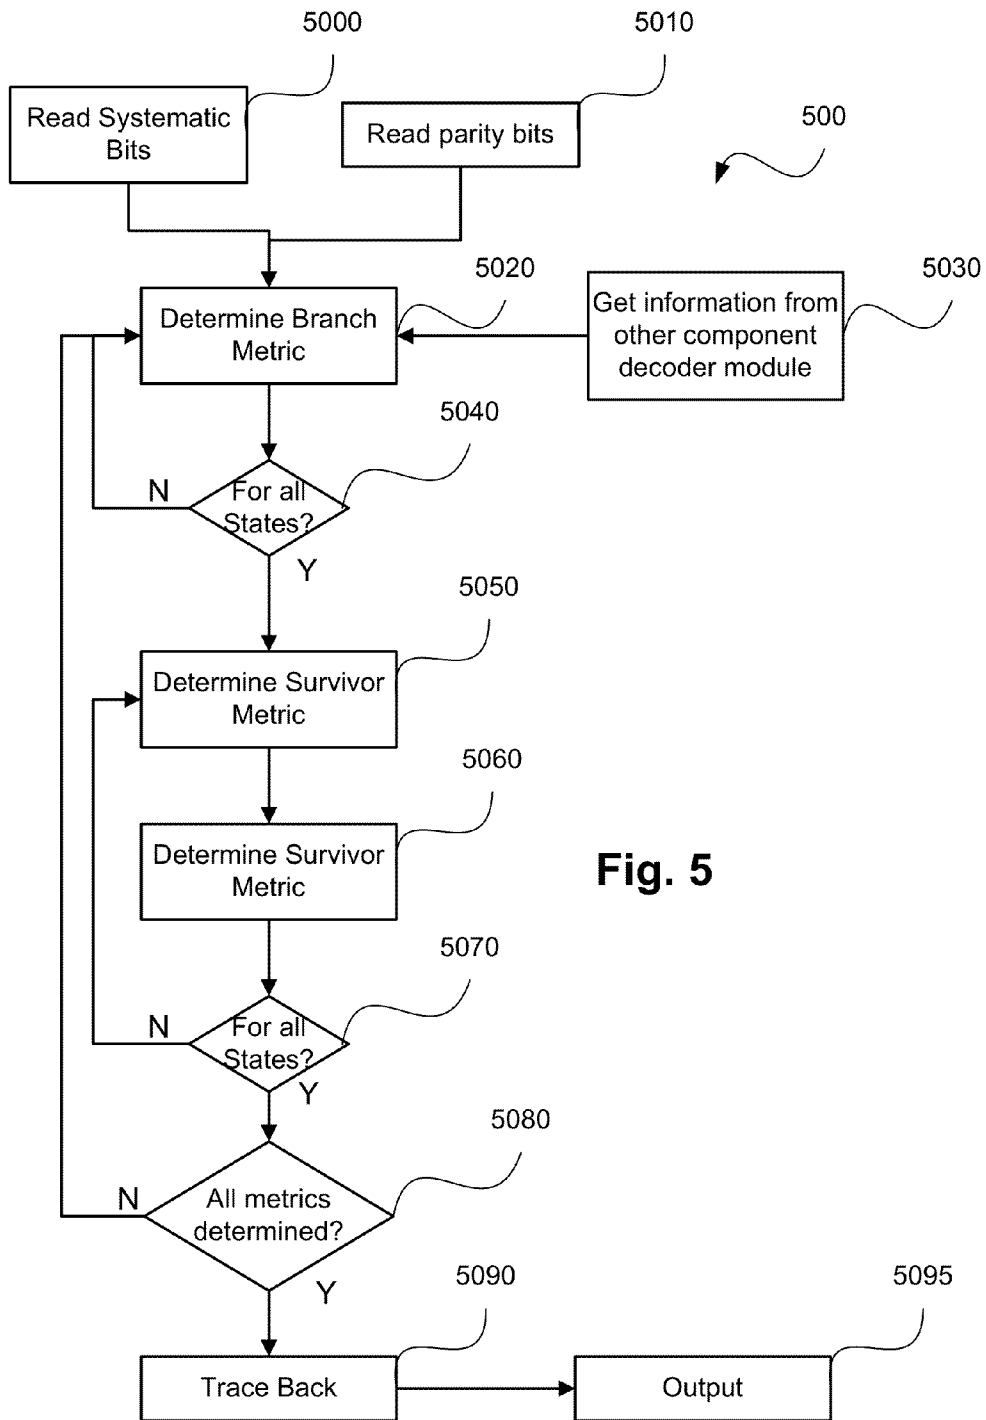 5000
5010
Read Systematic
Bits
Read parity bits
500
5020
5030
Determine Branch
Metric
Get information from
other component
decoder module
5040
N
For all
States?
Y
5050
Determine Survivor
Metric
5060
Determine Survivor
Metric
Fig. 5
5070
N
For all
States?
Y
5080
N
All metrics
determined?
Y
5090
5095
Trace Back
Output